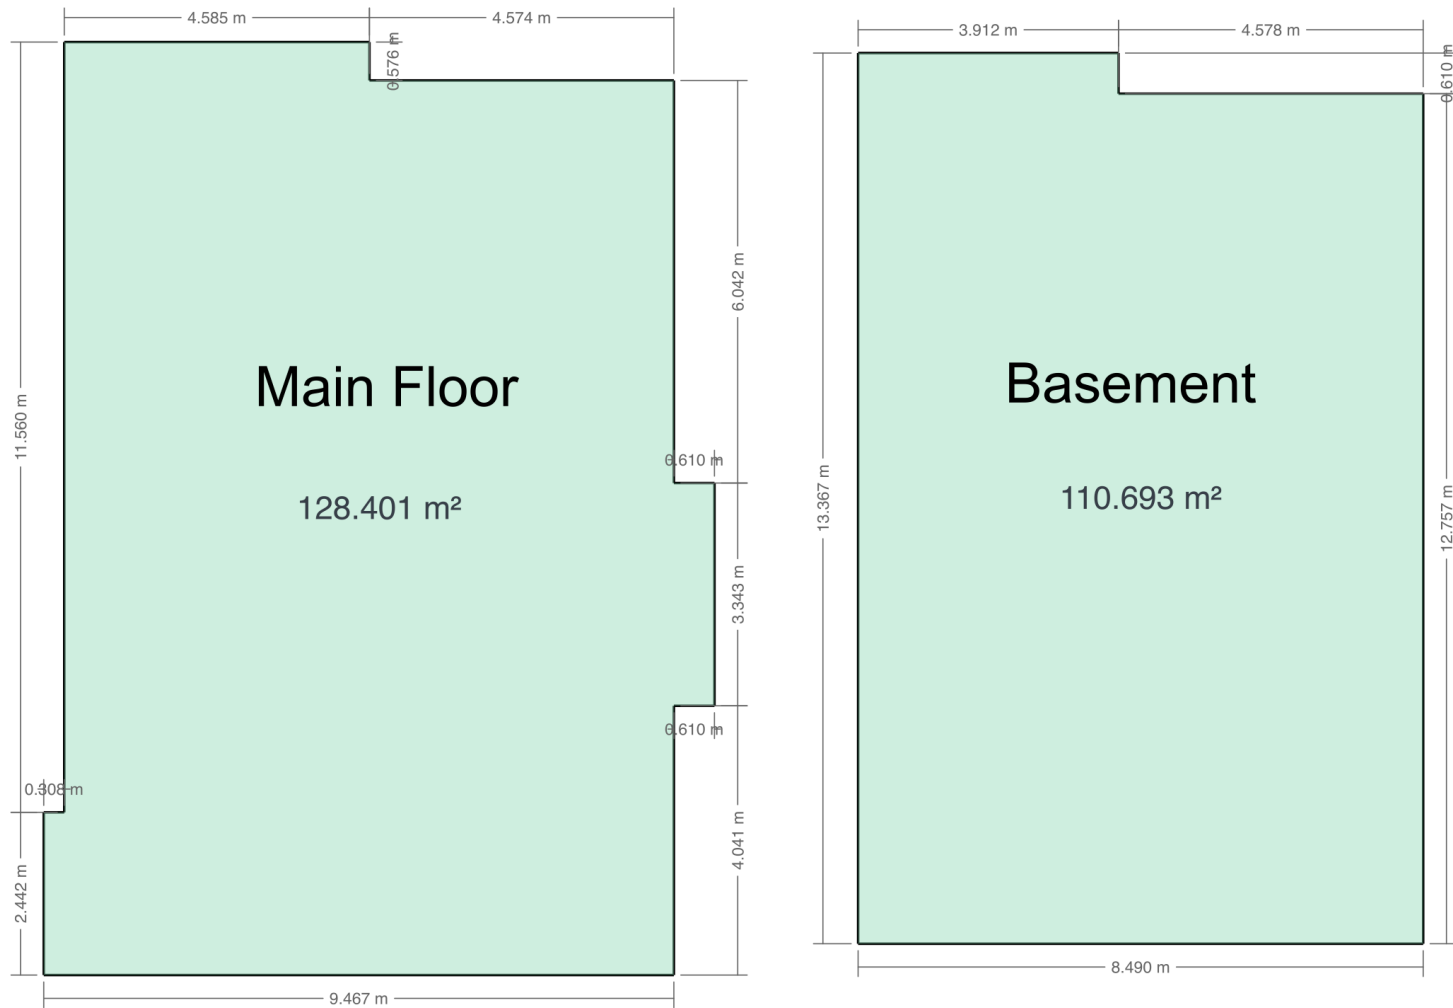 4.585 m
4.574 m
0.576 m
11.560 m
6.042 m
Main Floor
128.401 m²
0.610 m
3.343 m
0.610 m
0.308 m
2.442 m
4.041 m
9.467 m
3.912 m
4.578 m
0.610 m
Basement
110.693 m²
13.367 m
12.757 m
8.490 m